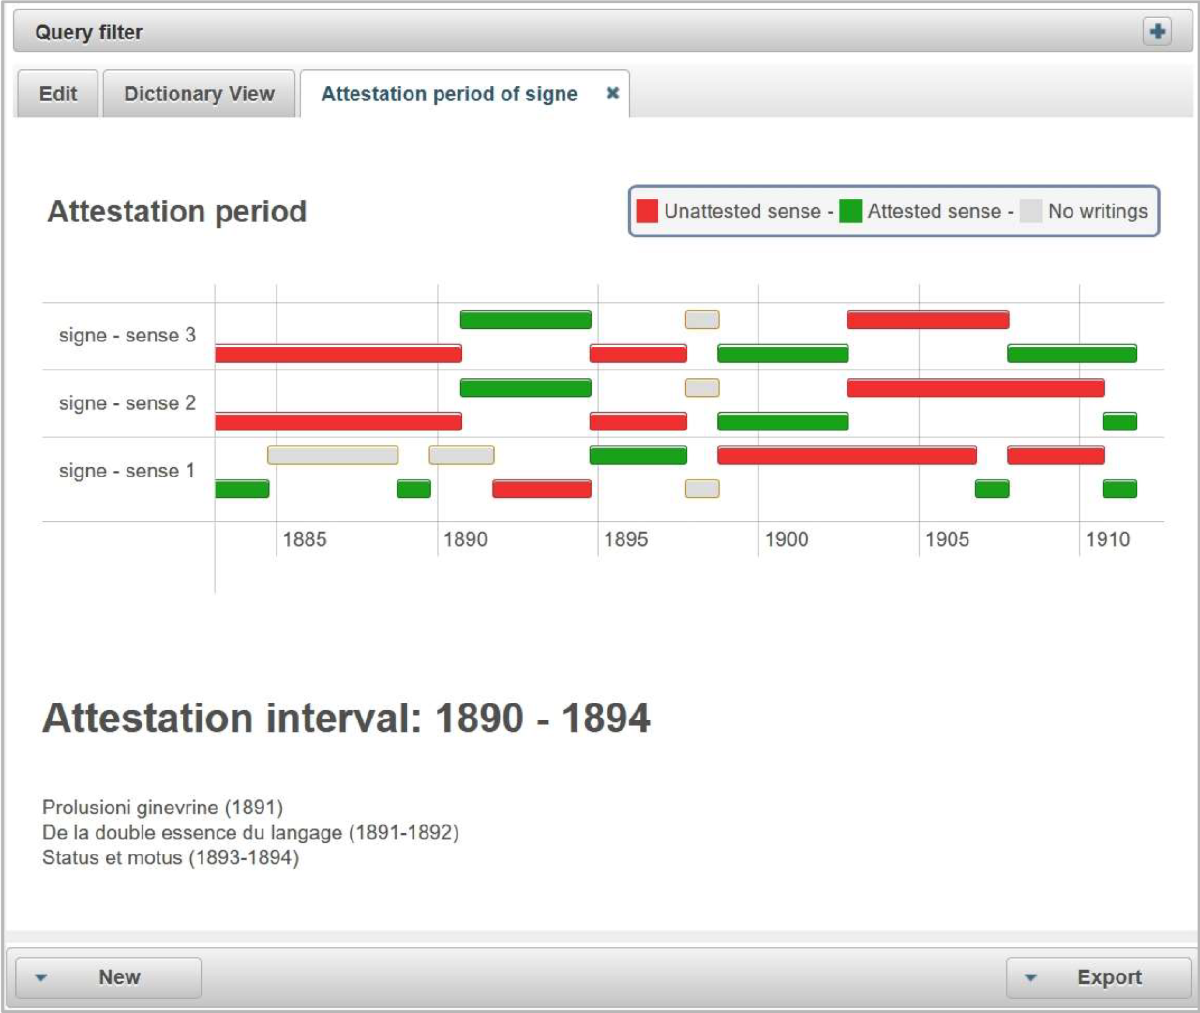 Query filter
Edit Dictionary View Attestation period of signe
Attestation period
Unattested sense - Attested sense - No writings
signe - sense 3
signe - sense 2
signe - sense 1
1885 1890 1895 1900 1905 1910
Attestation interval: 1890 - 1894
Prolusioni ginevrine (1891)
De la double essence du langage (1891-1892)
Status et motus (1893-1894)
New Export